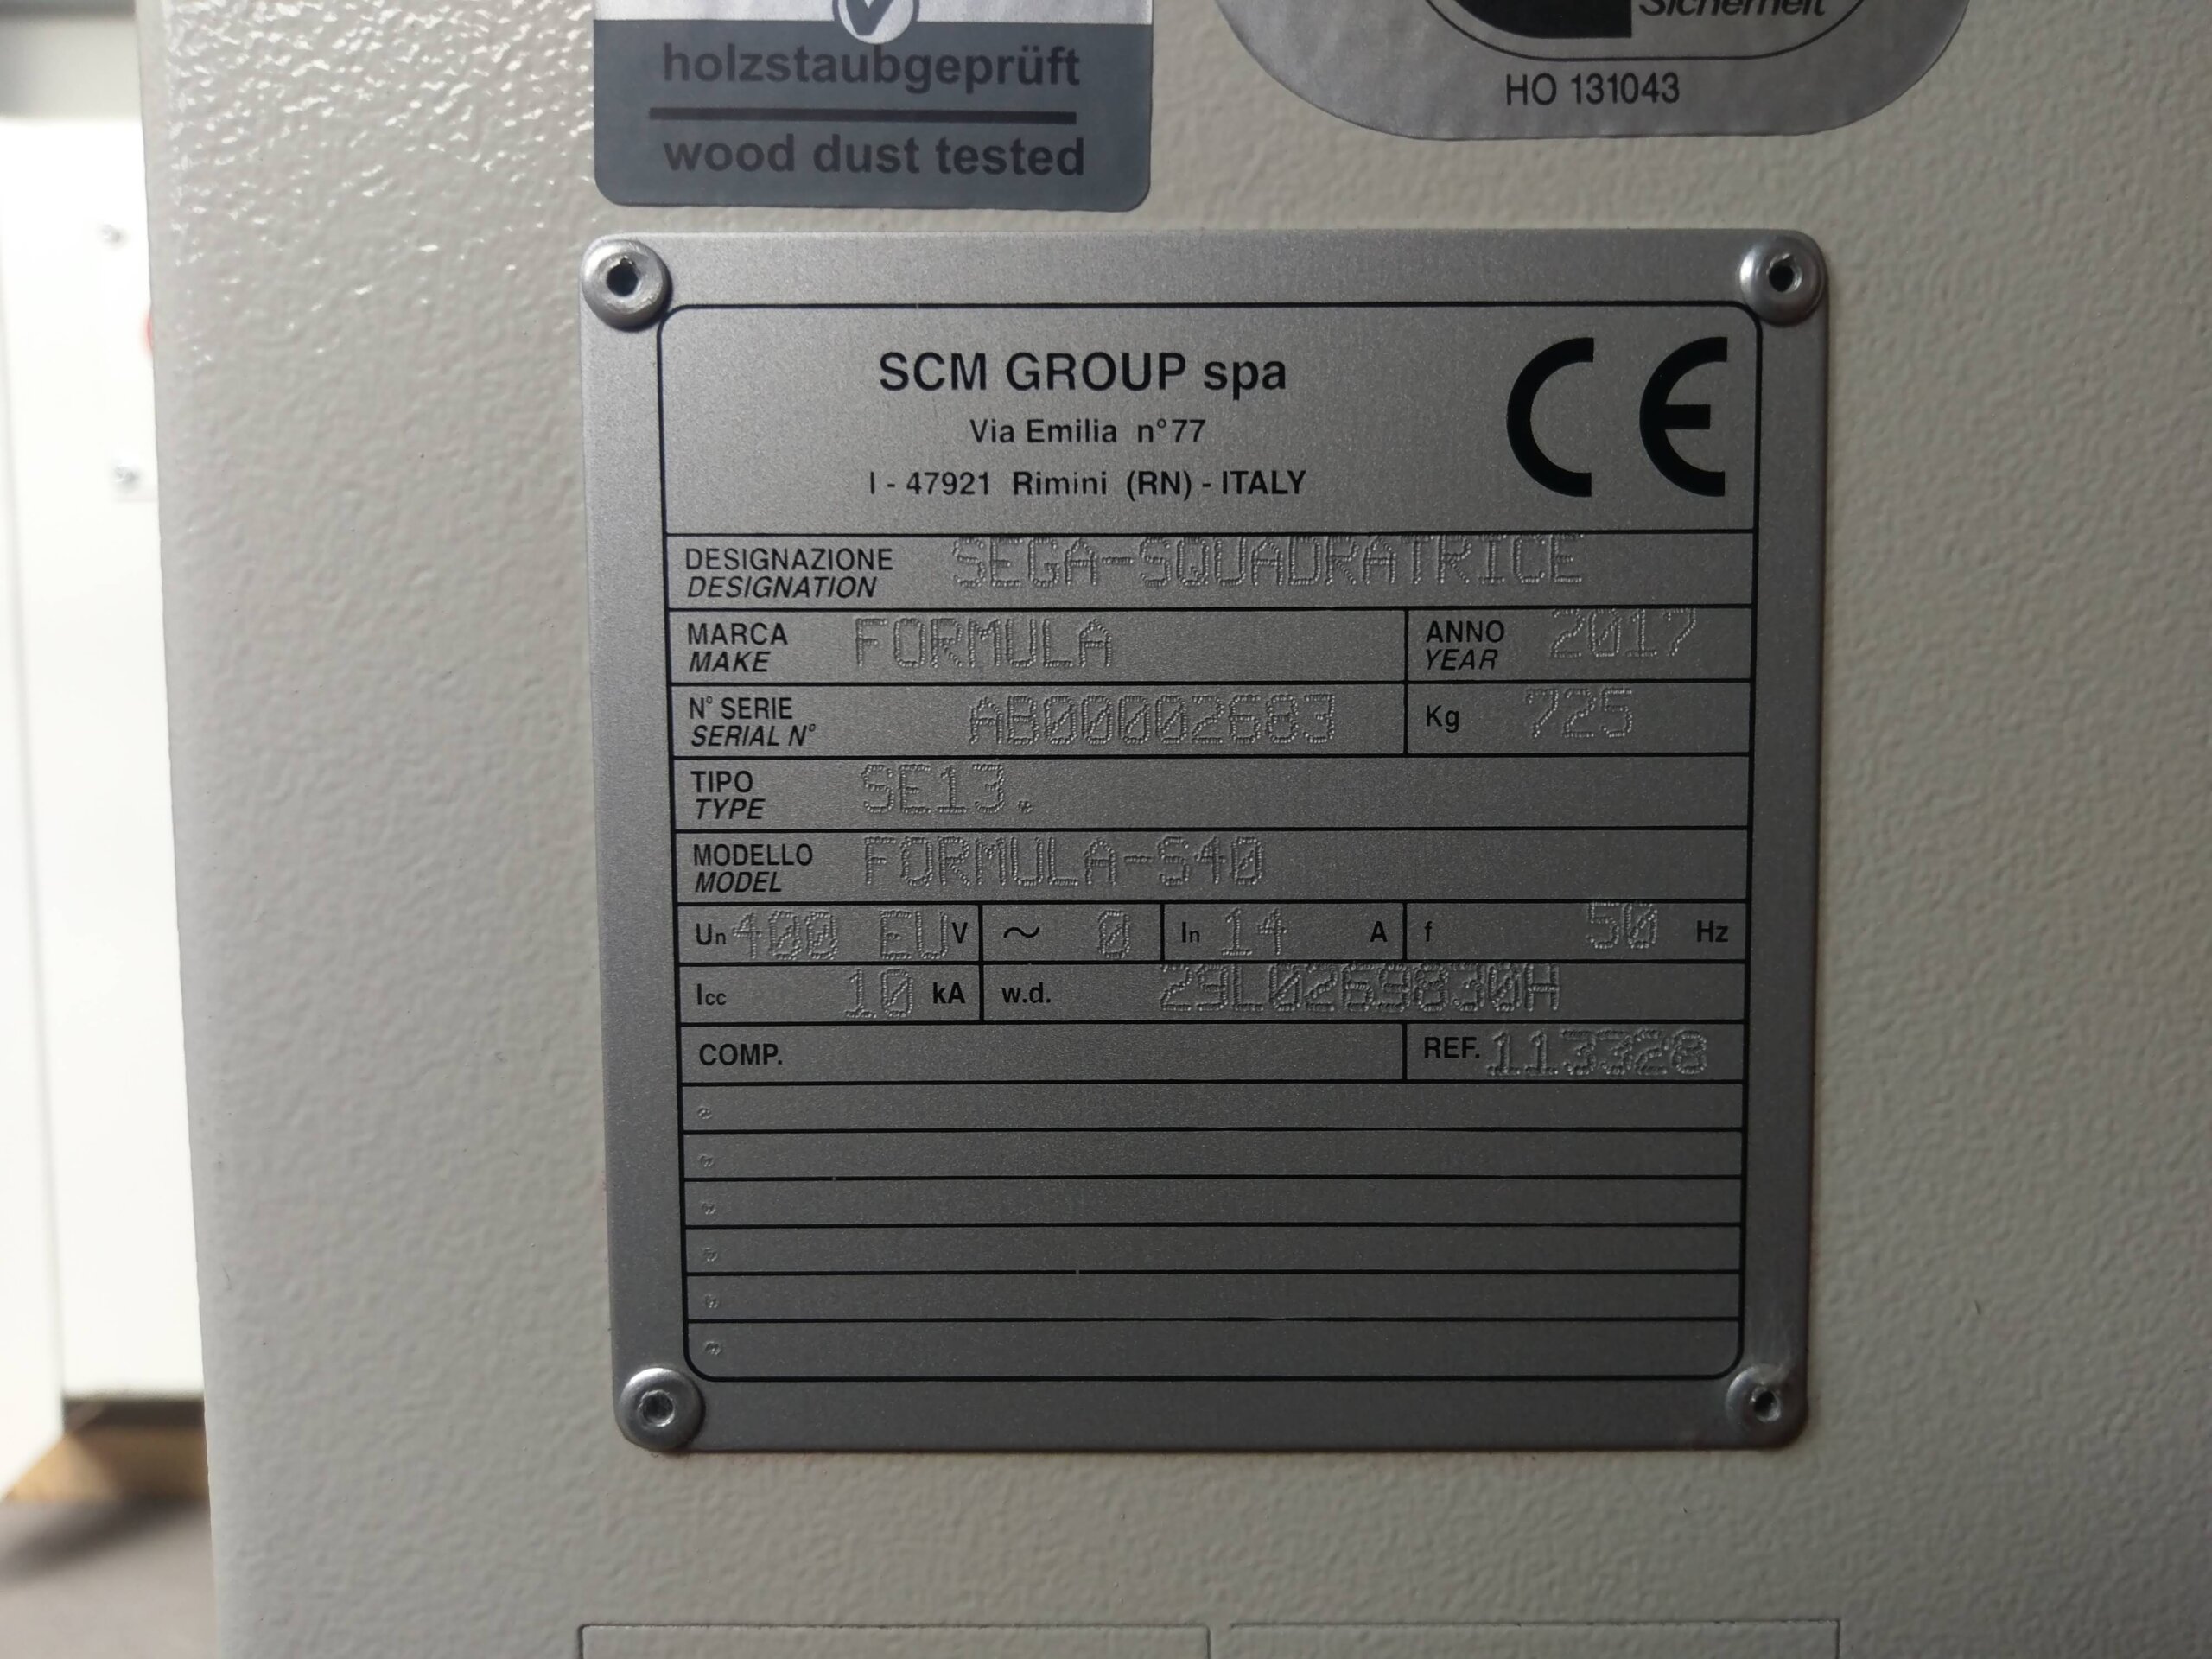 holzstaubgeprüft
wood dust tested
Sicherheit
HO 131043
SCM GROUP spa
Via Emilia n°77
I - 47921 Rimini (RN) - ITALY
CE
DESIGNAZIONE SEGA-SQUADRATRICE
DESIGNATION
MARCA FORMULA ANNO 2017
MAKE YEAR
N° SERIE AB00002683 Kg 725
SERIAL N°
TIPO SE13.
TYPE
MODELLO FORMULA-S40
MODEL
Un 400 EU V ~ 0 In 14 A f 50 Hz
Icc 10 kA w.d. 29L0269830H
COMP. REF. 113328